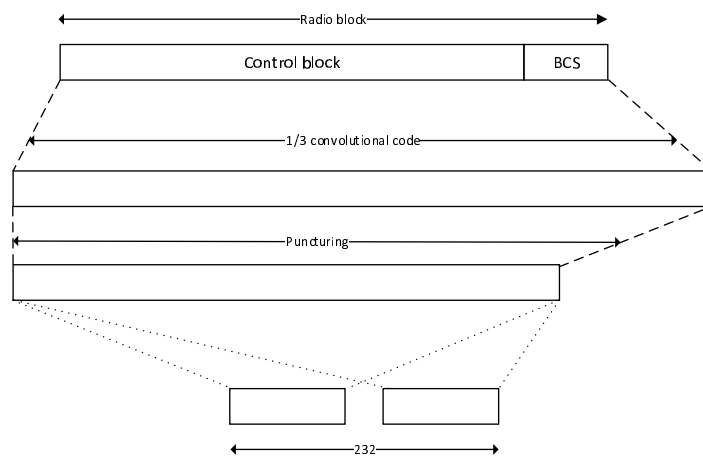 Radio block
Control block
BCS
1/3 convolutional code
Puncturing
232